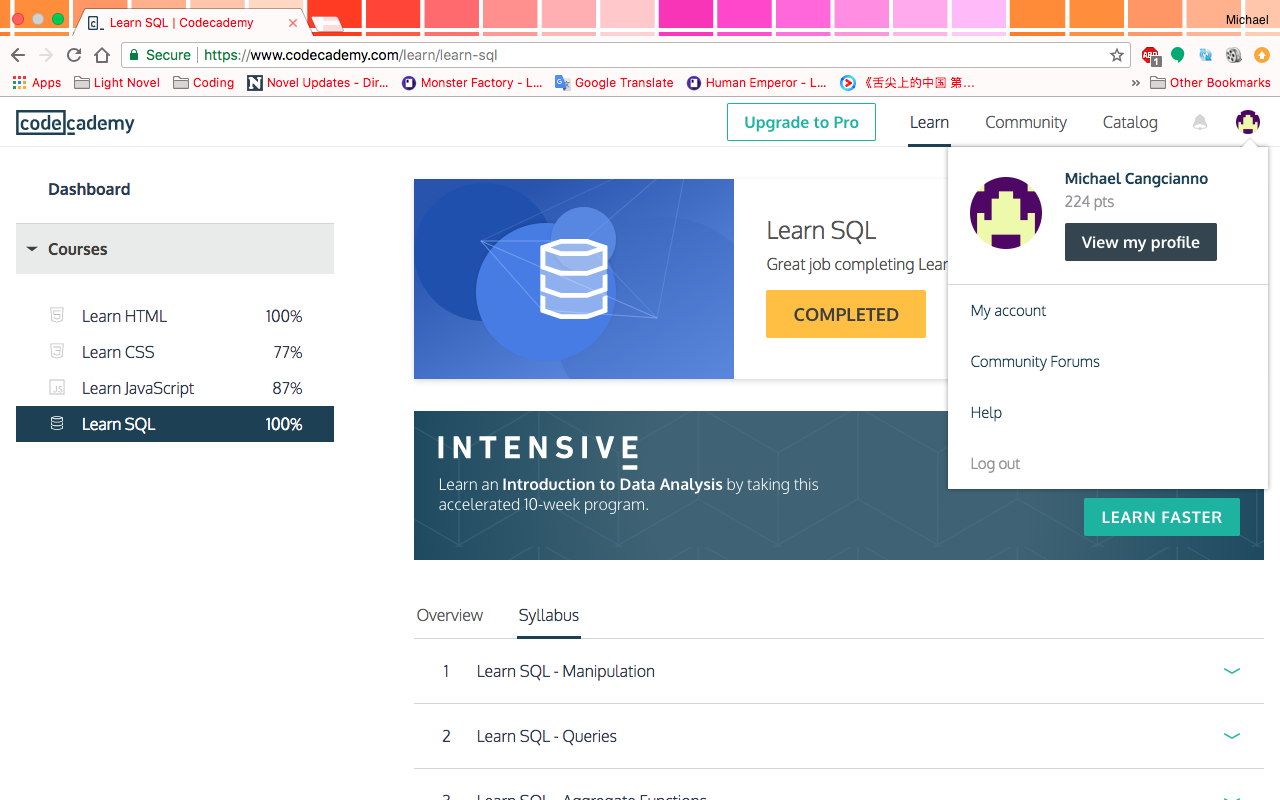 Learn SQL | Codecademy
Michael
Secure https://www.codecademy.com/learn/learn-sql
ABP 1
Apps Light Novel Coding Novel Updates - Dir... Monster Factory - L... Google Translate Human Emperor - L... 《舌尖上的中国 第... » Other Bookmarks
codecademy Upgrade to Pro Learn Community Catalog
Dashboard
Courses
Learn HTML 100%
Learn CSS 77%
Learn JavaScript 87%
Learn SQL 100%
Learn SQL
Great job completing Lear
COMPLETED
Michael Cangcianno
224 pts
View my profile
My account
Community Forums
Help
Log out
INTENSIVE
Learn an Introduction to Data Analysis by taking this
accelerated 10-week program.
LEARN FASTER
Overview Syllabus
1 Learn SQL - Manipulation
2 Learn SQL - Queries
3 Learn SQL - Aggregate Functions